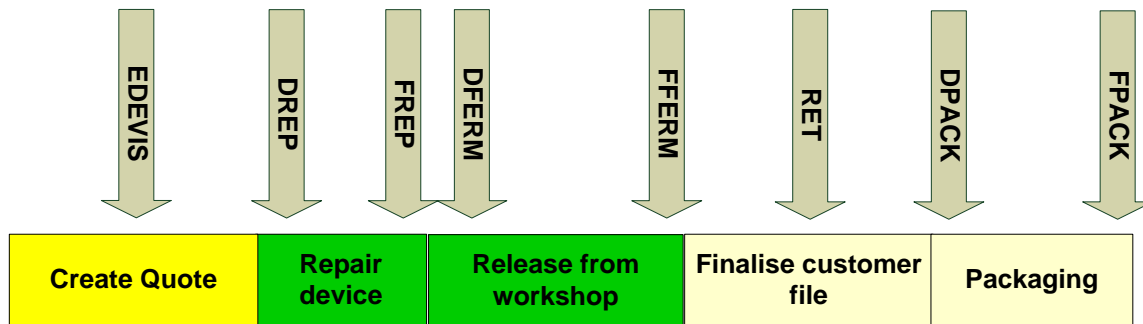 EDEVIS
DREP
FREP
DFERM
FFERM
RET
DPACK
FPACK
Create Quote
Repair
device
Release from
workshop
Finalise customer
file
Packaging